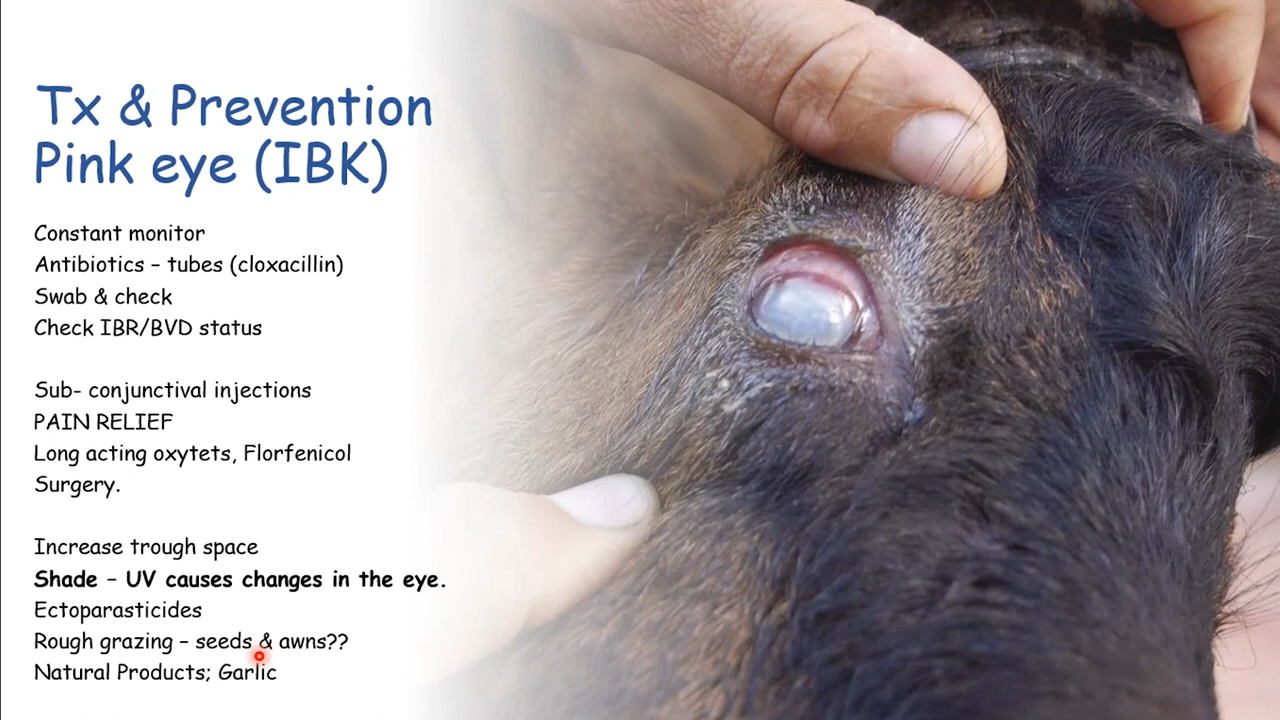 Tx & Prevention
Pink eye (IBK)
Constant monitor
Antibiotics – tubes (cloxacillin)
Swab & check
Check IBR/BVD status
Sub- conjunctival injections
PAIN RELIEF
Long acting oxytets, Florfenicol
Surgery.
Increase trough space
Shade – UV causes changes in the eye.
Ectoparasticides
Rough grazing – seeds & awns??
Natural Products; Garlic